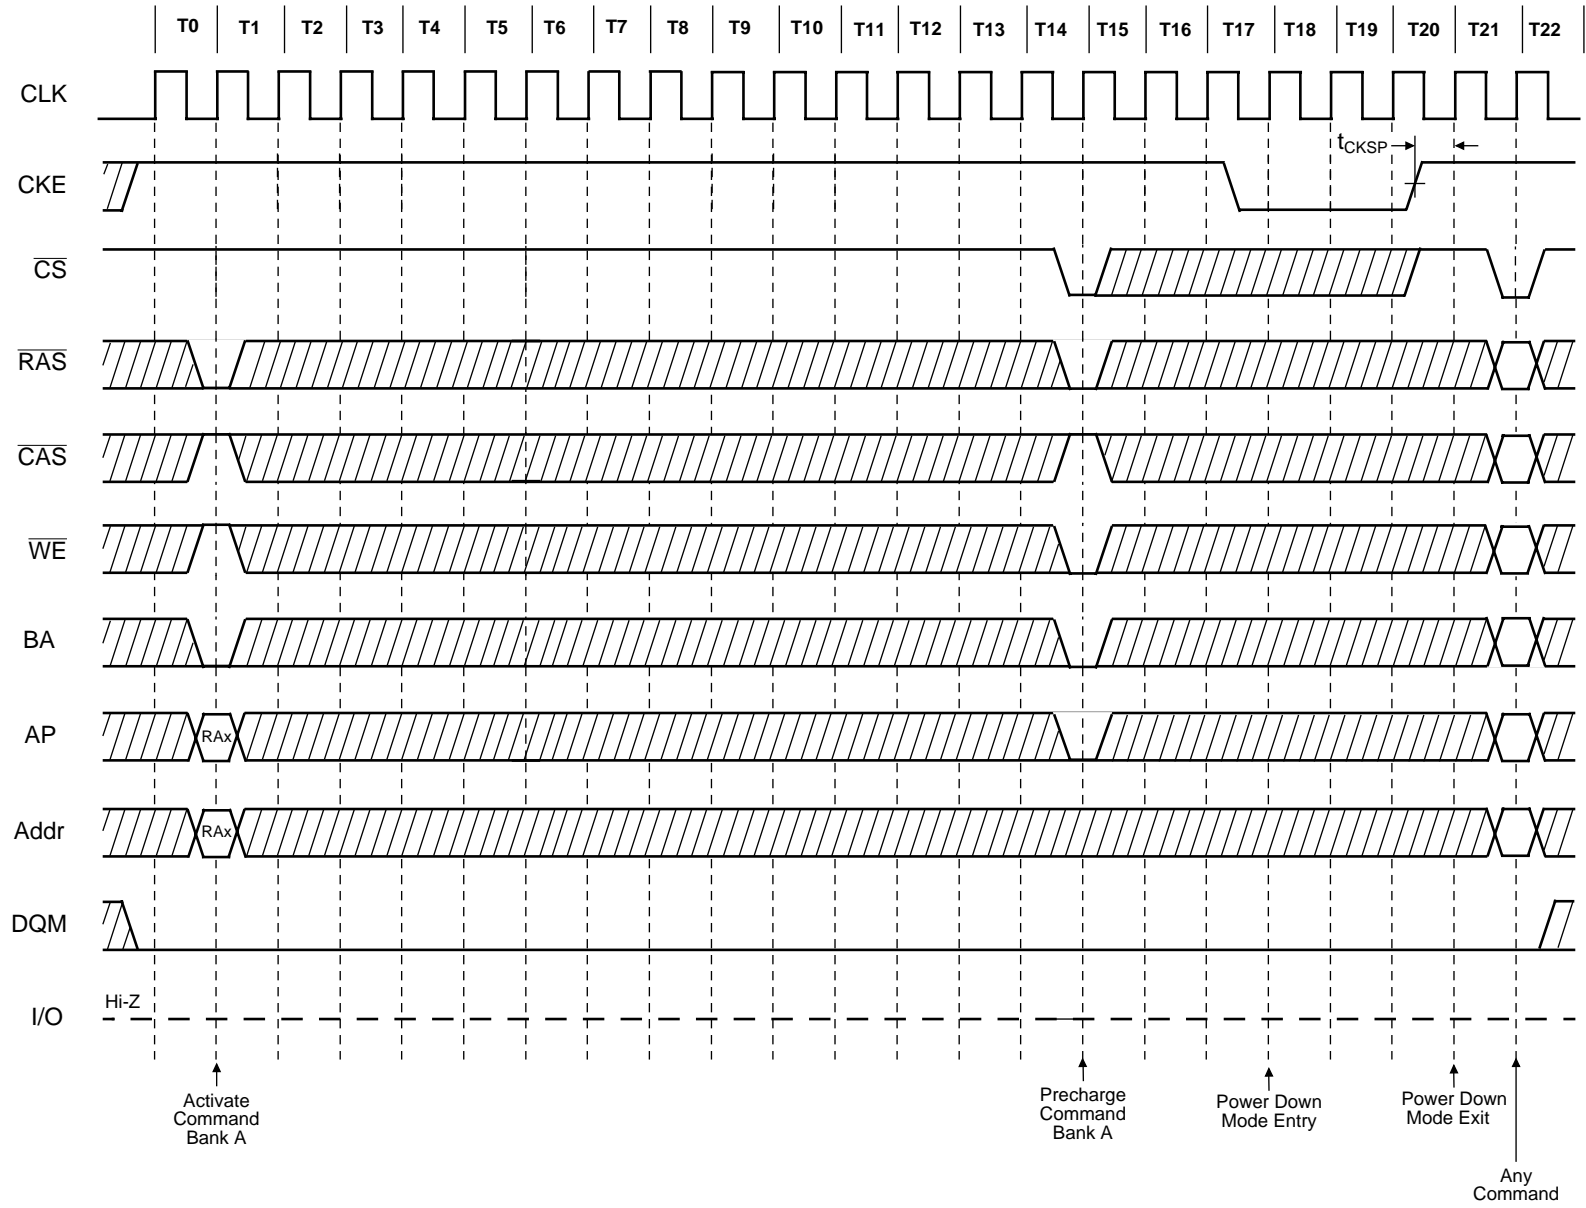 T0 T1 T2 T3 T4 T5 T6 T7 T8 T9 T10 T11 T12 T13 T14 T15 T16 T17 T18 T19 T20 T21 T22
CLK
tCKSP
CKE
CS
RAS
CAS
WE
BA
AP RAx
Addr RAx
DQM
Hi-Z
I/O
Activate
Command
Bank A
Precharge
Command
Bank A
Power Down
Mode Entry
Power Down
Mode Exit
Any
Command